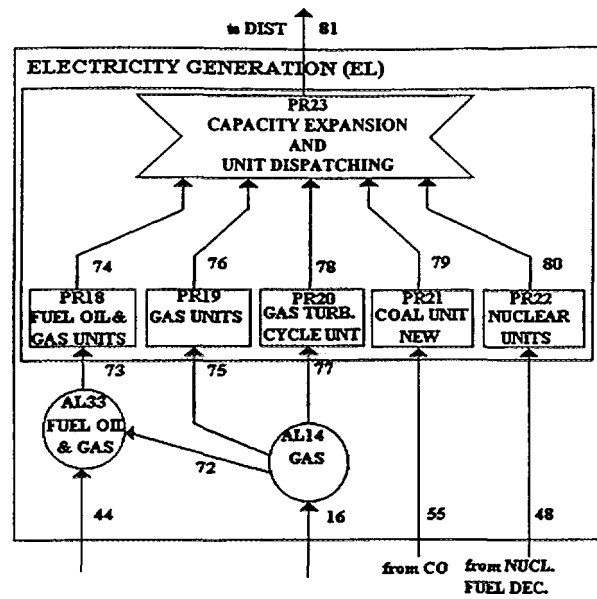 to DIST 81
ELECTRICITY GENERATION (EL)
PR23
CAPACITY EXPANSION
AND
UNIT DISPATCHING
74 76 78 79 80
PR18
FUEL OIL &
GAS UNITS
PR19
GAS UNITS
PR20
GAS TURB.
CYCLE UNT
PR21
COAL UNIT
NEW
PR22
NUCLEAR
UNITS
73 75 77
AL33
FUEL OIL
& GAS
AL14
GAS
72
44 16 55 48
from CO
from NUCL.
FUEL DEC.